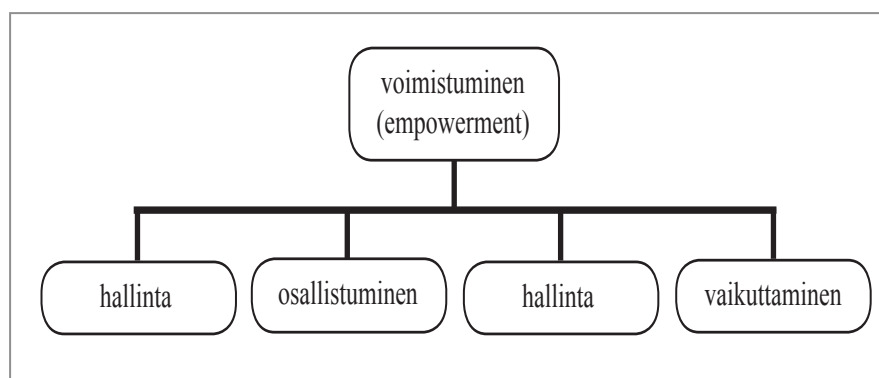 voimistuminen
(empowerment)
hallinta
osallistuminen
hallinta
vaikuttaminen